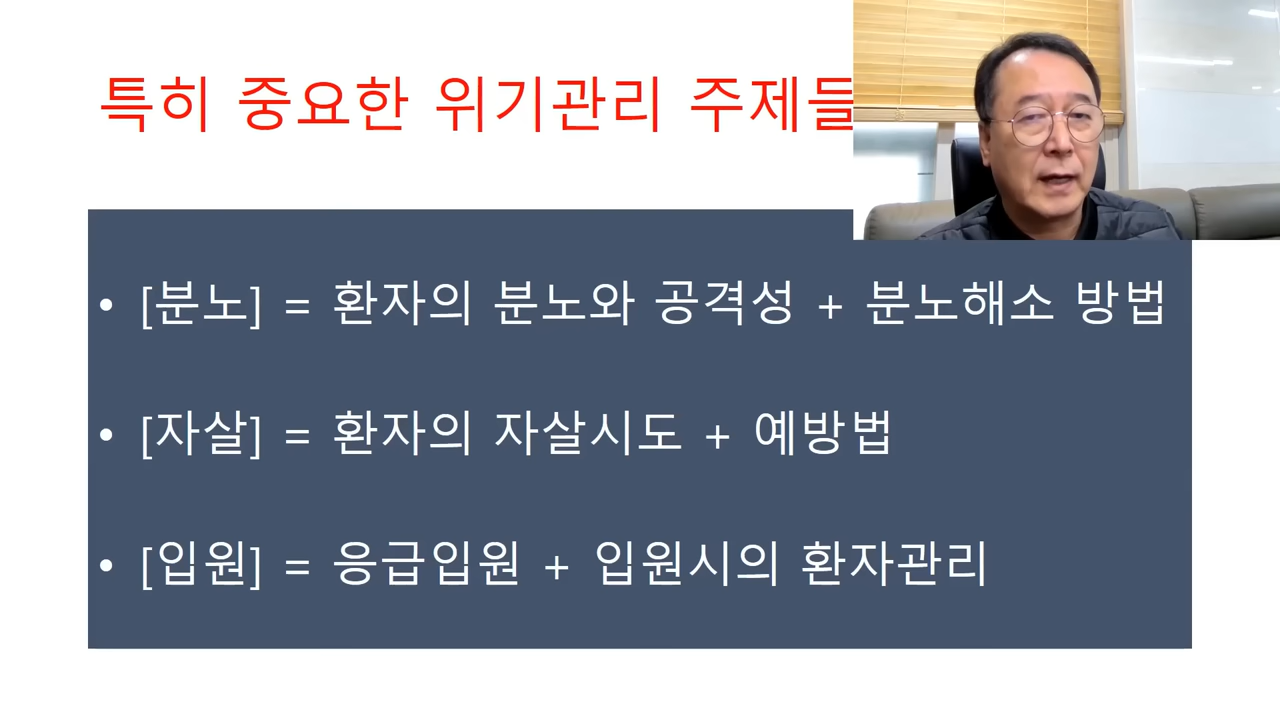 특히 중요한 위기관리 주제들
• [분노] = 환자의 분노와 공격성 + 분노해소 방법
• [자살] = 환자의 자살시도 + 예방법
• [입원] = 응급입원 + 입원시의 환자관리